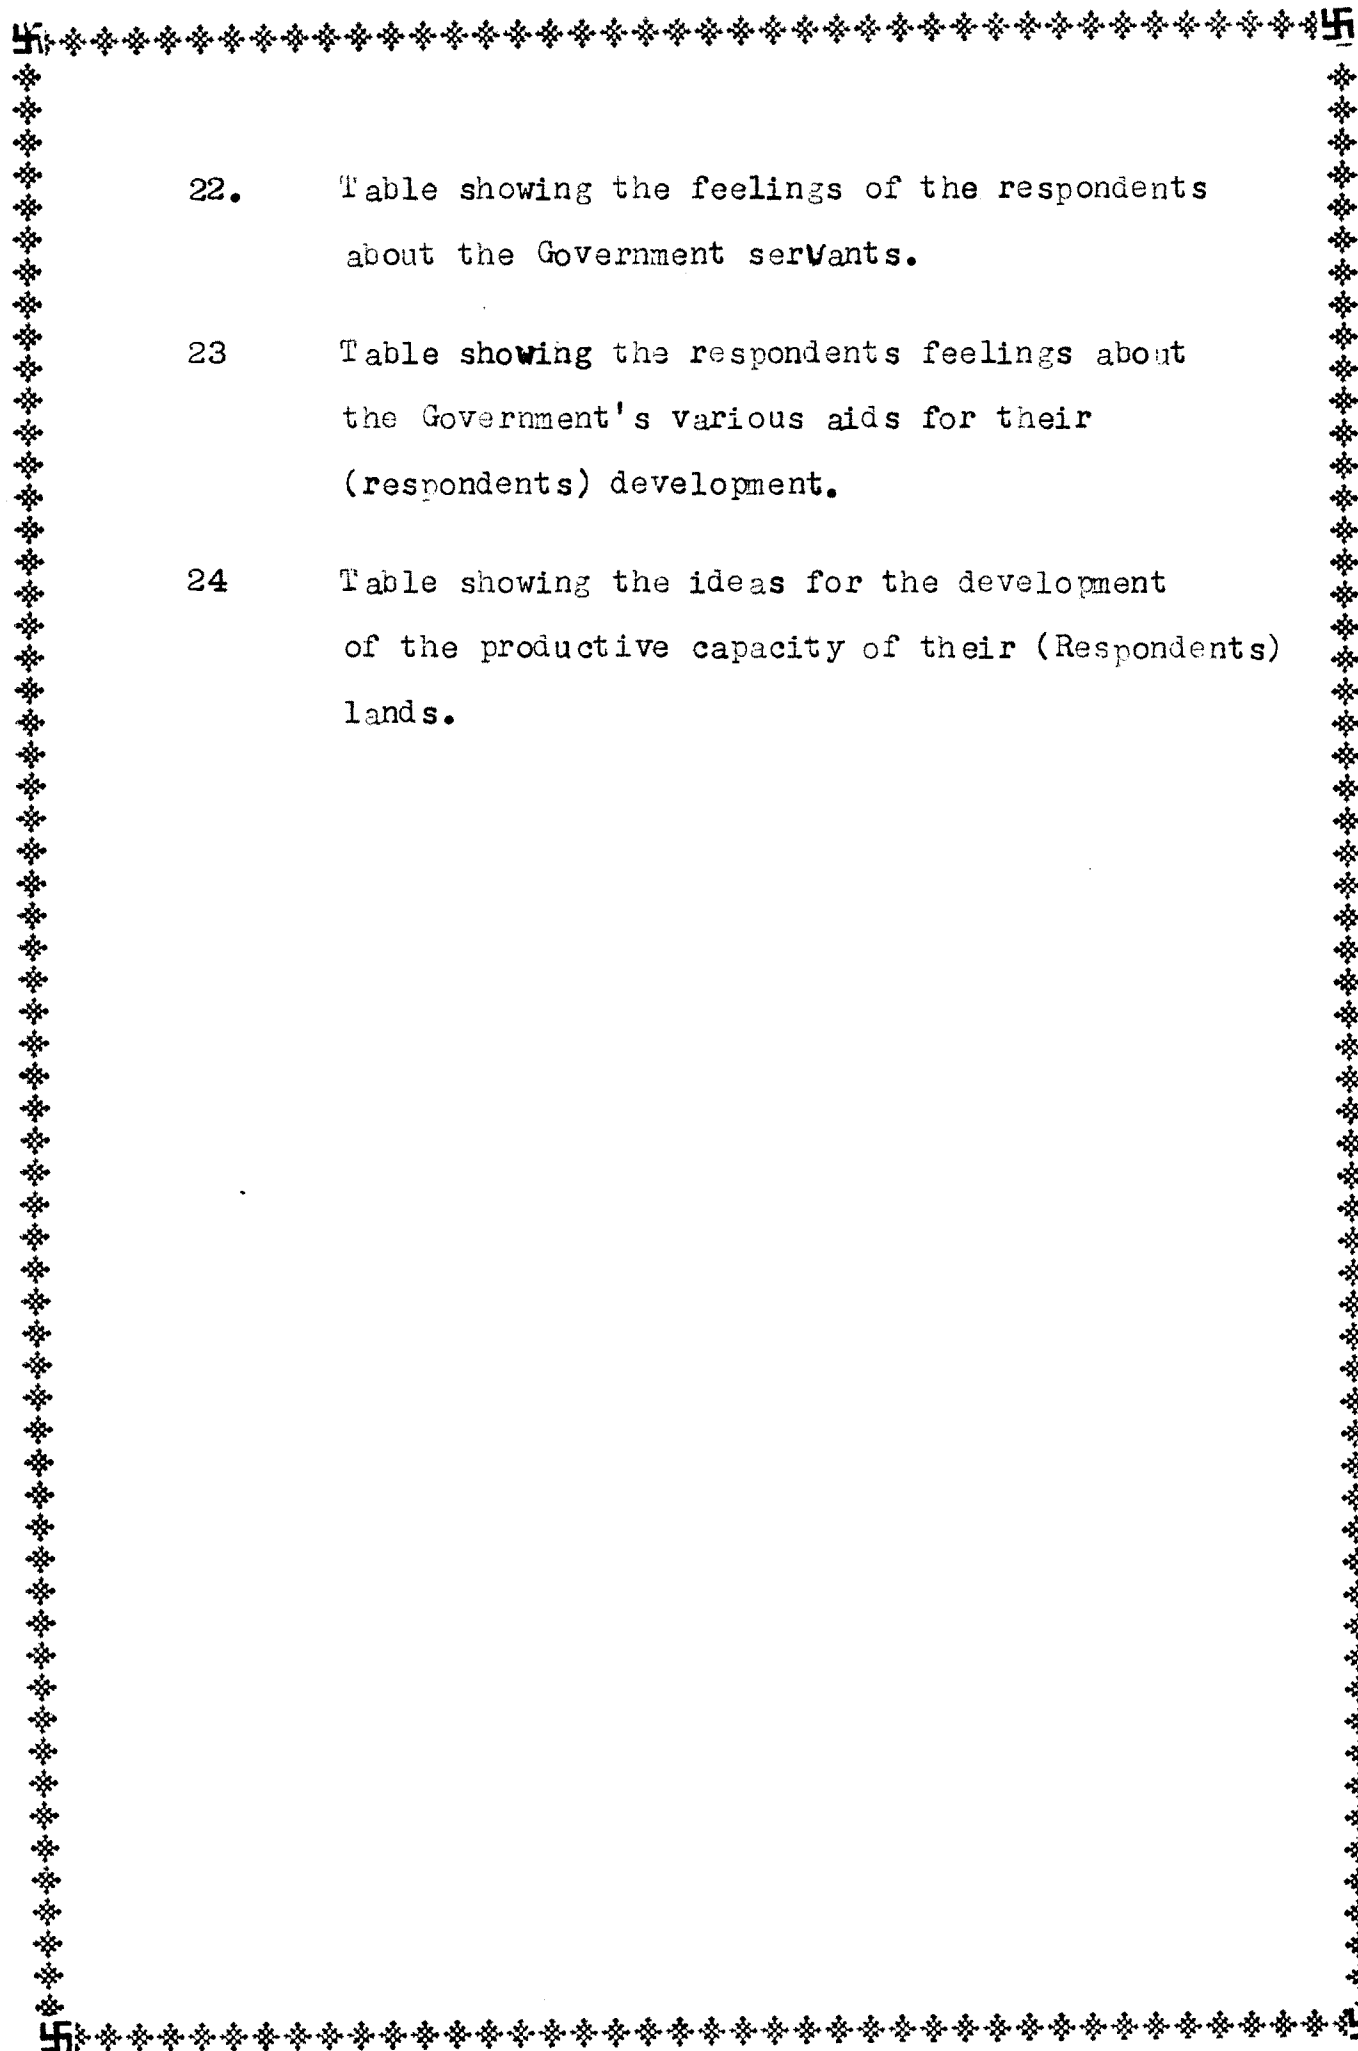 22. Table showing the feelings of the respondents
about the Government servants.
23 Table showing the respondents feelings about
the Government's various aids for their
(respondents) development.
24 Table showing the ideas for the development
of the productive capacity of their (Respondents)
lands.